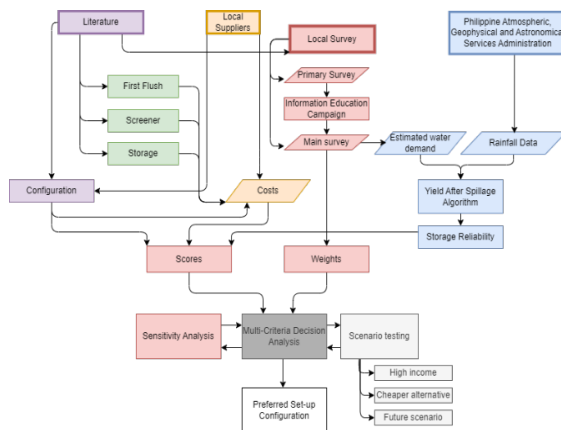 Literature
Local
Suppliers
Local Survey
Philippine Atmospheric,
Geophysical and Astronomical
Services Administration
First Flush
Primary Survey
Information Education
Campaign
Screener
Storage
Main survey
Estimated water
demand
Rainfall Data
Configuration
Costs
Yield After Spillage
Algorithm
Storage Reliability
Scores
Weights
Sensitivity Analysis
Multi-Criteria Decision
Analysis
Scenario testing
High income
Cheaper alternative
Future scenario
Preferred Set-up
Configuration